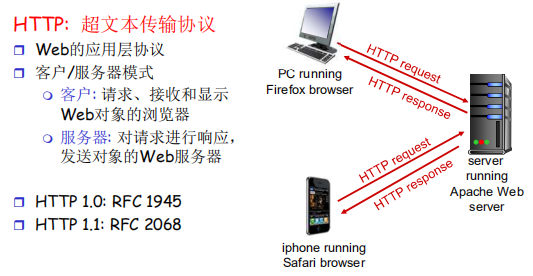 HTTP: 超文本传输协议
Web的应用层协议
客户/服务器模式
客户: 请求、接收和显示
Web对象的浏览器
服务器: 对请求进行响应，
发送对象的Web服务器
HTTP 1.0: RFC 1945
HTTP 1.1: RFC 2068
PC running
Firefox browser
HTTP request
HTTP response
HTTP request
HTTP response
server
running
Apache Web
server
iphone running
Safari browser